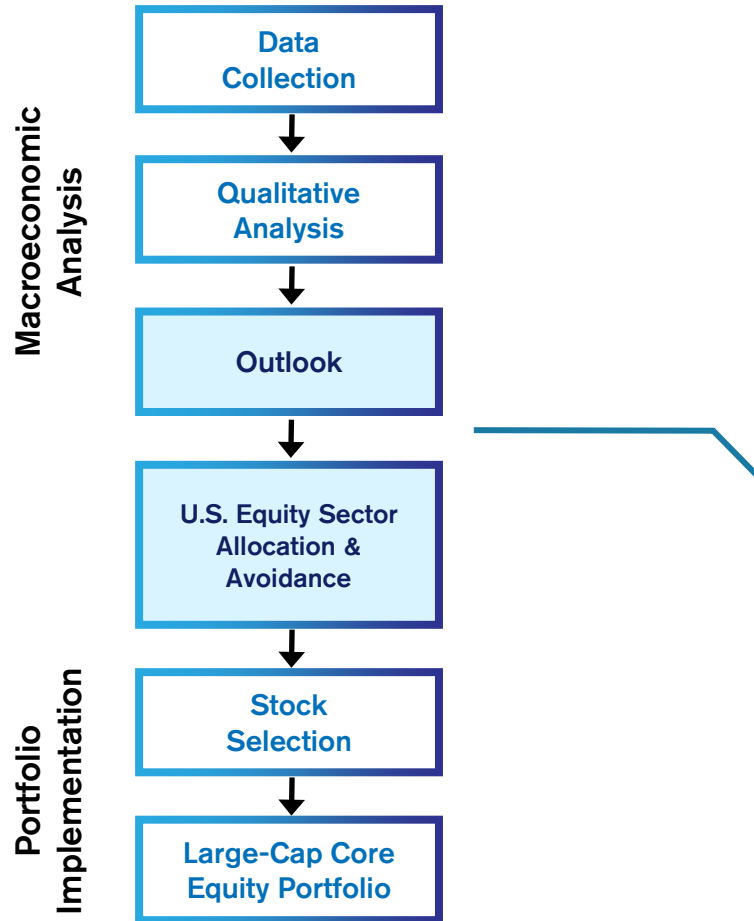 Macroeconomic
Analysis
Data
Collection
Qualitative
Analysis
Outlook
U.S. Equity Sector
Allocation &
Avoidance
Portfolio
Implementation
Stock
Selection
Large-Cap Core
Equity Portfolio